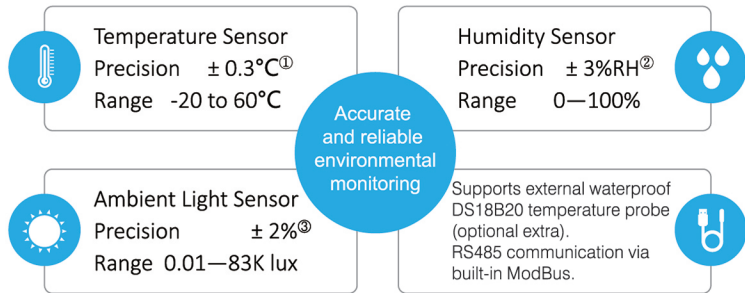 Temperature Sensor
Precision ± 0.3℃①
Range -20 to 60℃
Humidity Sensor
Precision ± 3%RH②
Range 0—100%
Accurate
and reliable
environmental
monitoring
Ambient Light Sensor
Precision ± 2%③
Range 0.01—83K lux
Supports external waterproof
DS18B20 temperature probe
(optional extra).
RS485 communication via
built-in ModBus.